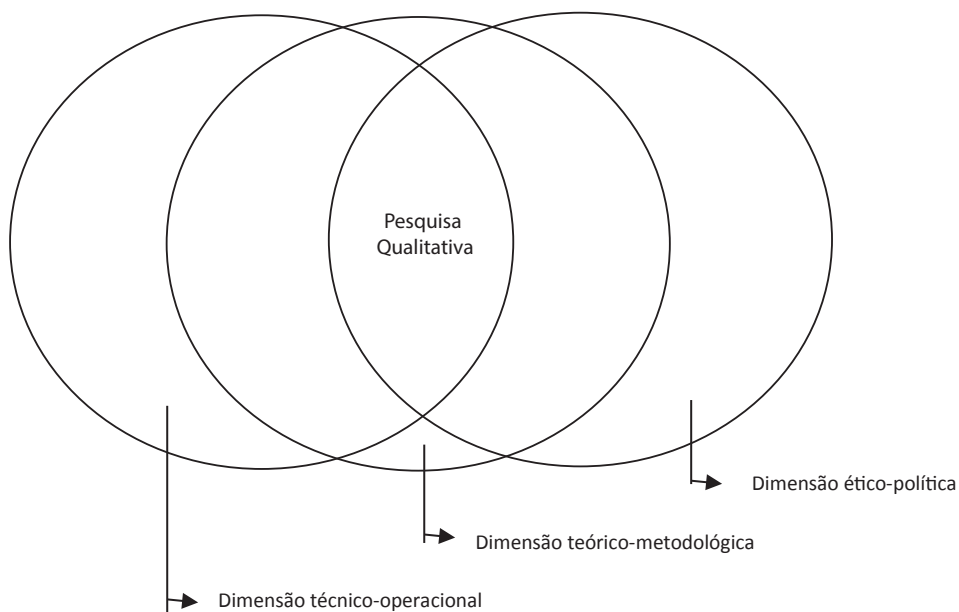 Pesquisa
Qualitativa
Dimensão ético-política
Dimensão teórico-metodológica
Dimensão técnico-operacional